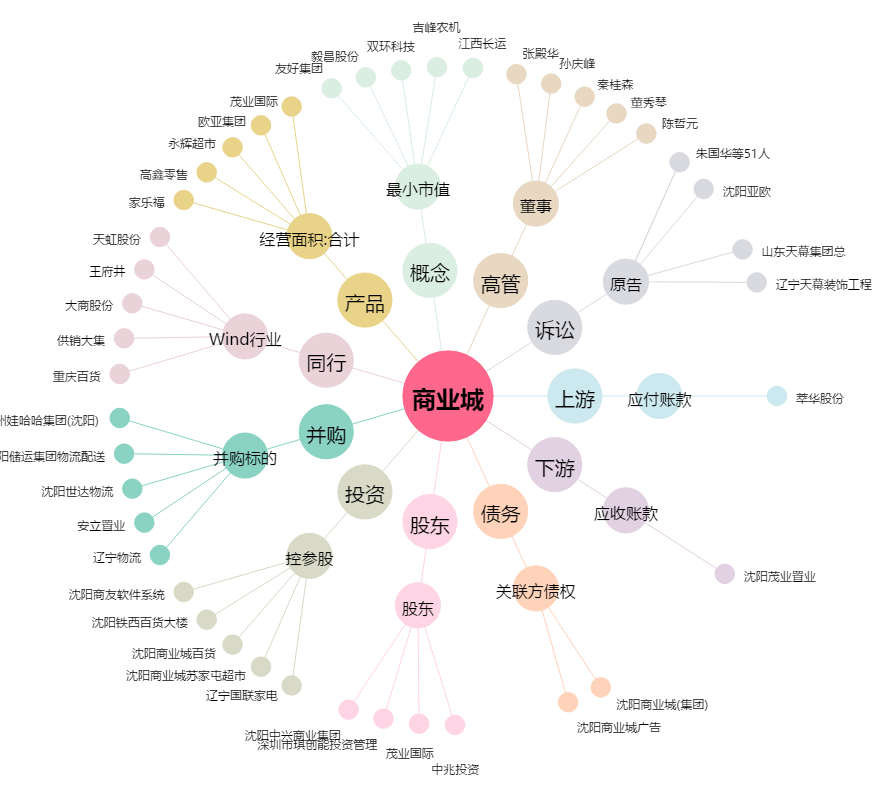 吉峰农机
双环科技
江西长运
毅昌股份
张殿华
友好集团
孙庆峰
茂业国际
秦桂森
欧亚集团
董秀琴
永辉超市
陈哲元
高鑫零售
朱国华等51人
最小市值
家乐福
沈阳亚欧
董事
天虹股份
经营面积:合计
山东天幕集团总
王府井
概念
高管
原告
辽宁天幕装饰工程
大商股份
产品
诉讼
供销大集
Wind行业
同行
重庆百货
商业城
上游
应付账款
萃华股份
州娃哈哈集团(沈阳)
并购
阳储运集团物流配送
并购标的
下游
沈阳世达物流
投资
安立置业
股东
债务
应收账款
辽宁物流
控参股
沈阳茂业置业
沈阳商友软件系统
关联方债权
沈阳铁西百货大楼
股东
沈阳商业城百货
沈阳商业城苏家屯超市
辽宁国联家电
沈阳商业城(集团)
沈阳商业城广告
沈阳中兴商业集团
深圳市琪创能投资管理
茂业国际
中兆投资